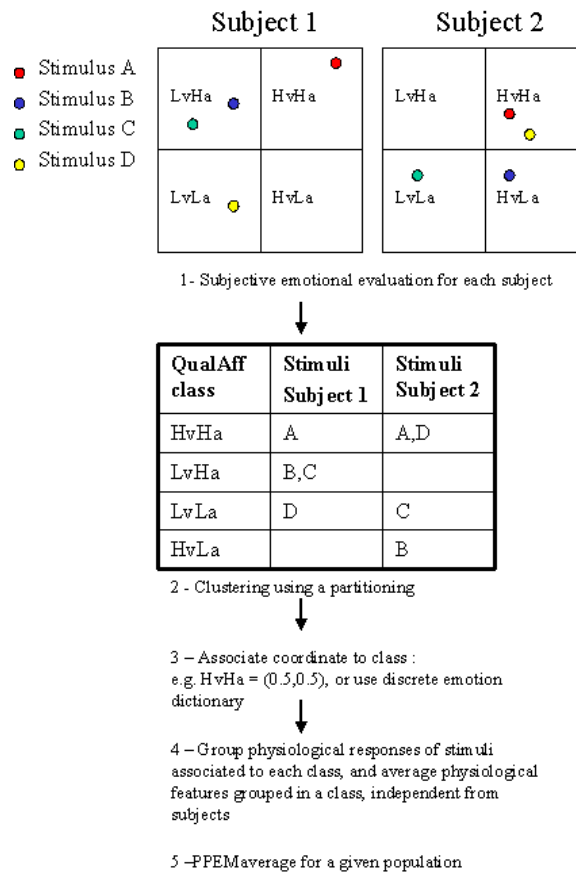 Subject 1
Subject 2
Stimulus A
Stimulus B
Stimulus C
Stimulus D
LvHa
HvHa
LvLa
HvLa
LvHa
HvHa
LvLa
HvLa
1- Subjective emotional evaluation for each subject
QualAff class
Stimuli Subject 1
Stimuli Subject 2
HvHa
A
A,D
LvHa
B,C
LvLa
D
C
HvLa
B
2 - Clustering using a partitioning
3 – Associate coordinate to class :
e.g. HvHa = (0.5,0.5), or use discrete emotion
dictionary
4 – Group physiological responses of stimuli
associated to each class, and average physiological
features grouped in a class, independent from
subjects
5 –PPEMaverage for a given population